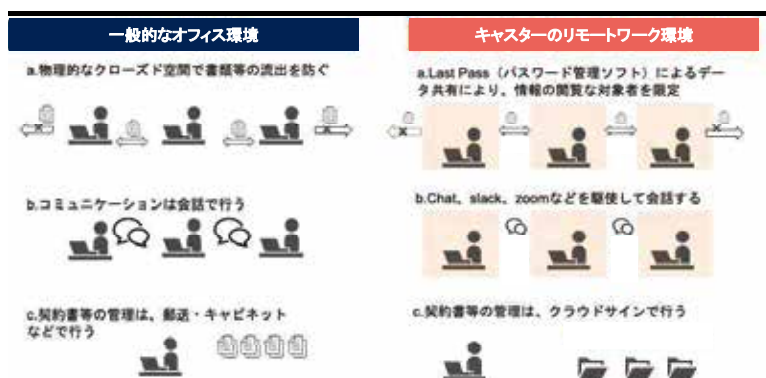 一般的なオフィス環境
a.物理的なクローズド空間で書類等の流出を防ぐ
b.コミュニケーションは会話で行う
c.契約書等の管理は、郵送・キャビネット
などで行う
キャスターのリモートワーク環境
a.Last Pass（パスワード管理ソフト）によるデー
タ共有により、情報の閲覧な対象者を限定
b.Chat、slack、zoomなどを駆使して会話する
c.契約書等の管理は、クラウドサインで行う